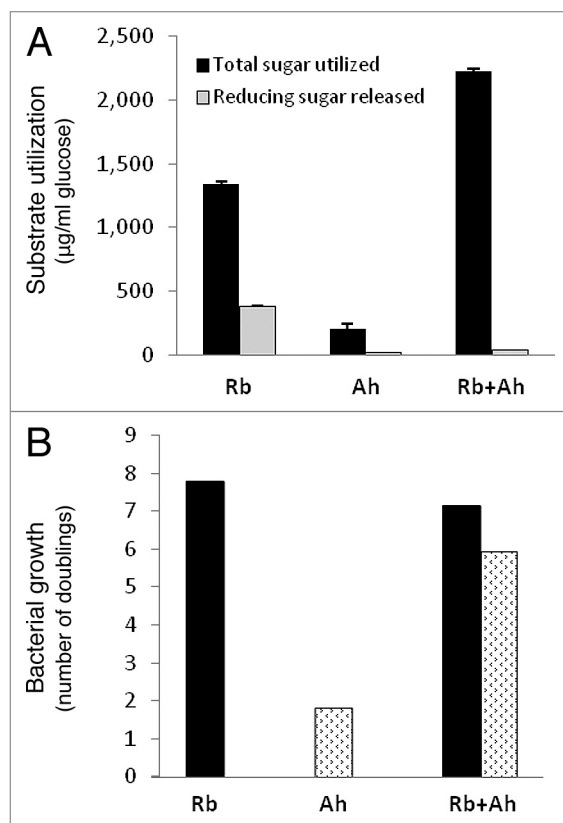 A
Substrate utilization
(µg/ml glucose)
2,500
2,000
1,500
1,000
500
0
Total sugar utilized
Reducing sugar released
Rb Ah Rb+Ah
B
Bacterial growth
(number of doublings)
9
8
7
6
5
4
3
2
1
0
Rb Ah Rb+Ah